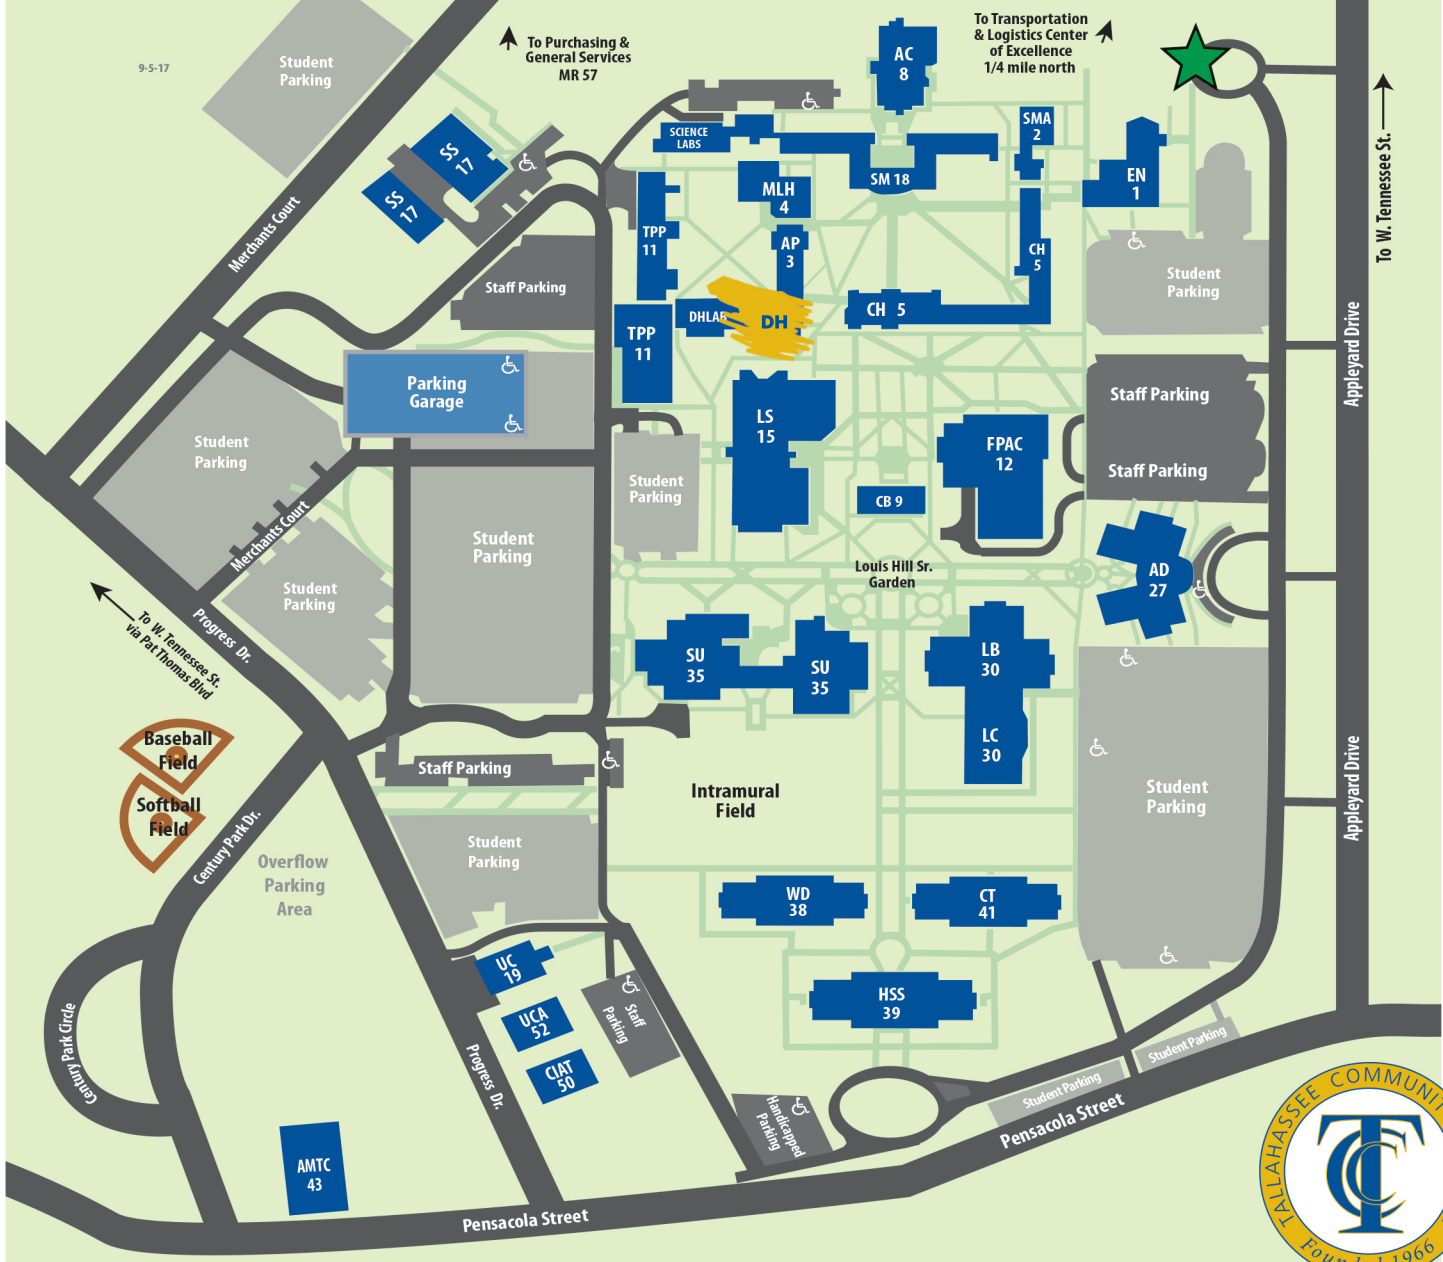 9-5-17
Student
Parking
To Purchasing &
General Services
MR 57
To Transportation
& Logistics Center
of Excellence
1/4 mile north
AC
8
SCIENCE
LABS
SMA
2
SM 18
EN
1
SS
17
SS
17
MLH
4
TPP
11
AP
3
CH
5
Merchants Court
To W. Tennessee St.
Staff Parking
Student
Parking
DHLAB
DH
CH 5
TPP
11
Appleyard Drive
Parking
Garage
Staff Parking
Staff Parking
LS
15
FPAC
12
Student
Parking
Student
Parking
CB 9
Merchants Court
Student
Parking
Louis Hill Sr.
Garden
AD
27
Student
Parking
Progress Dr.
To W. Tennessee St.
via Pat Thomas Blvd
SU
35
SU
35
LB
30
LC
30
Baseball
Field
Softball
Field
Staff Parking
Intramural
Field
Student
Parking
Appleyard Drive
Century Park Dr.
Overflow
Parking
Area
Student
Parking
WD
38
CT
41
UC
19
UCA
52
CIAT
50
Staff
Parking
HSS
39
Century Park Circle
Progress Dr.
Handicapped
Parking
Student Parking
Student Parking
Pensacola Street
AMTC
43
Pensacola Street
TALLAHASSEE COMMUNI
TCC
1966